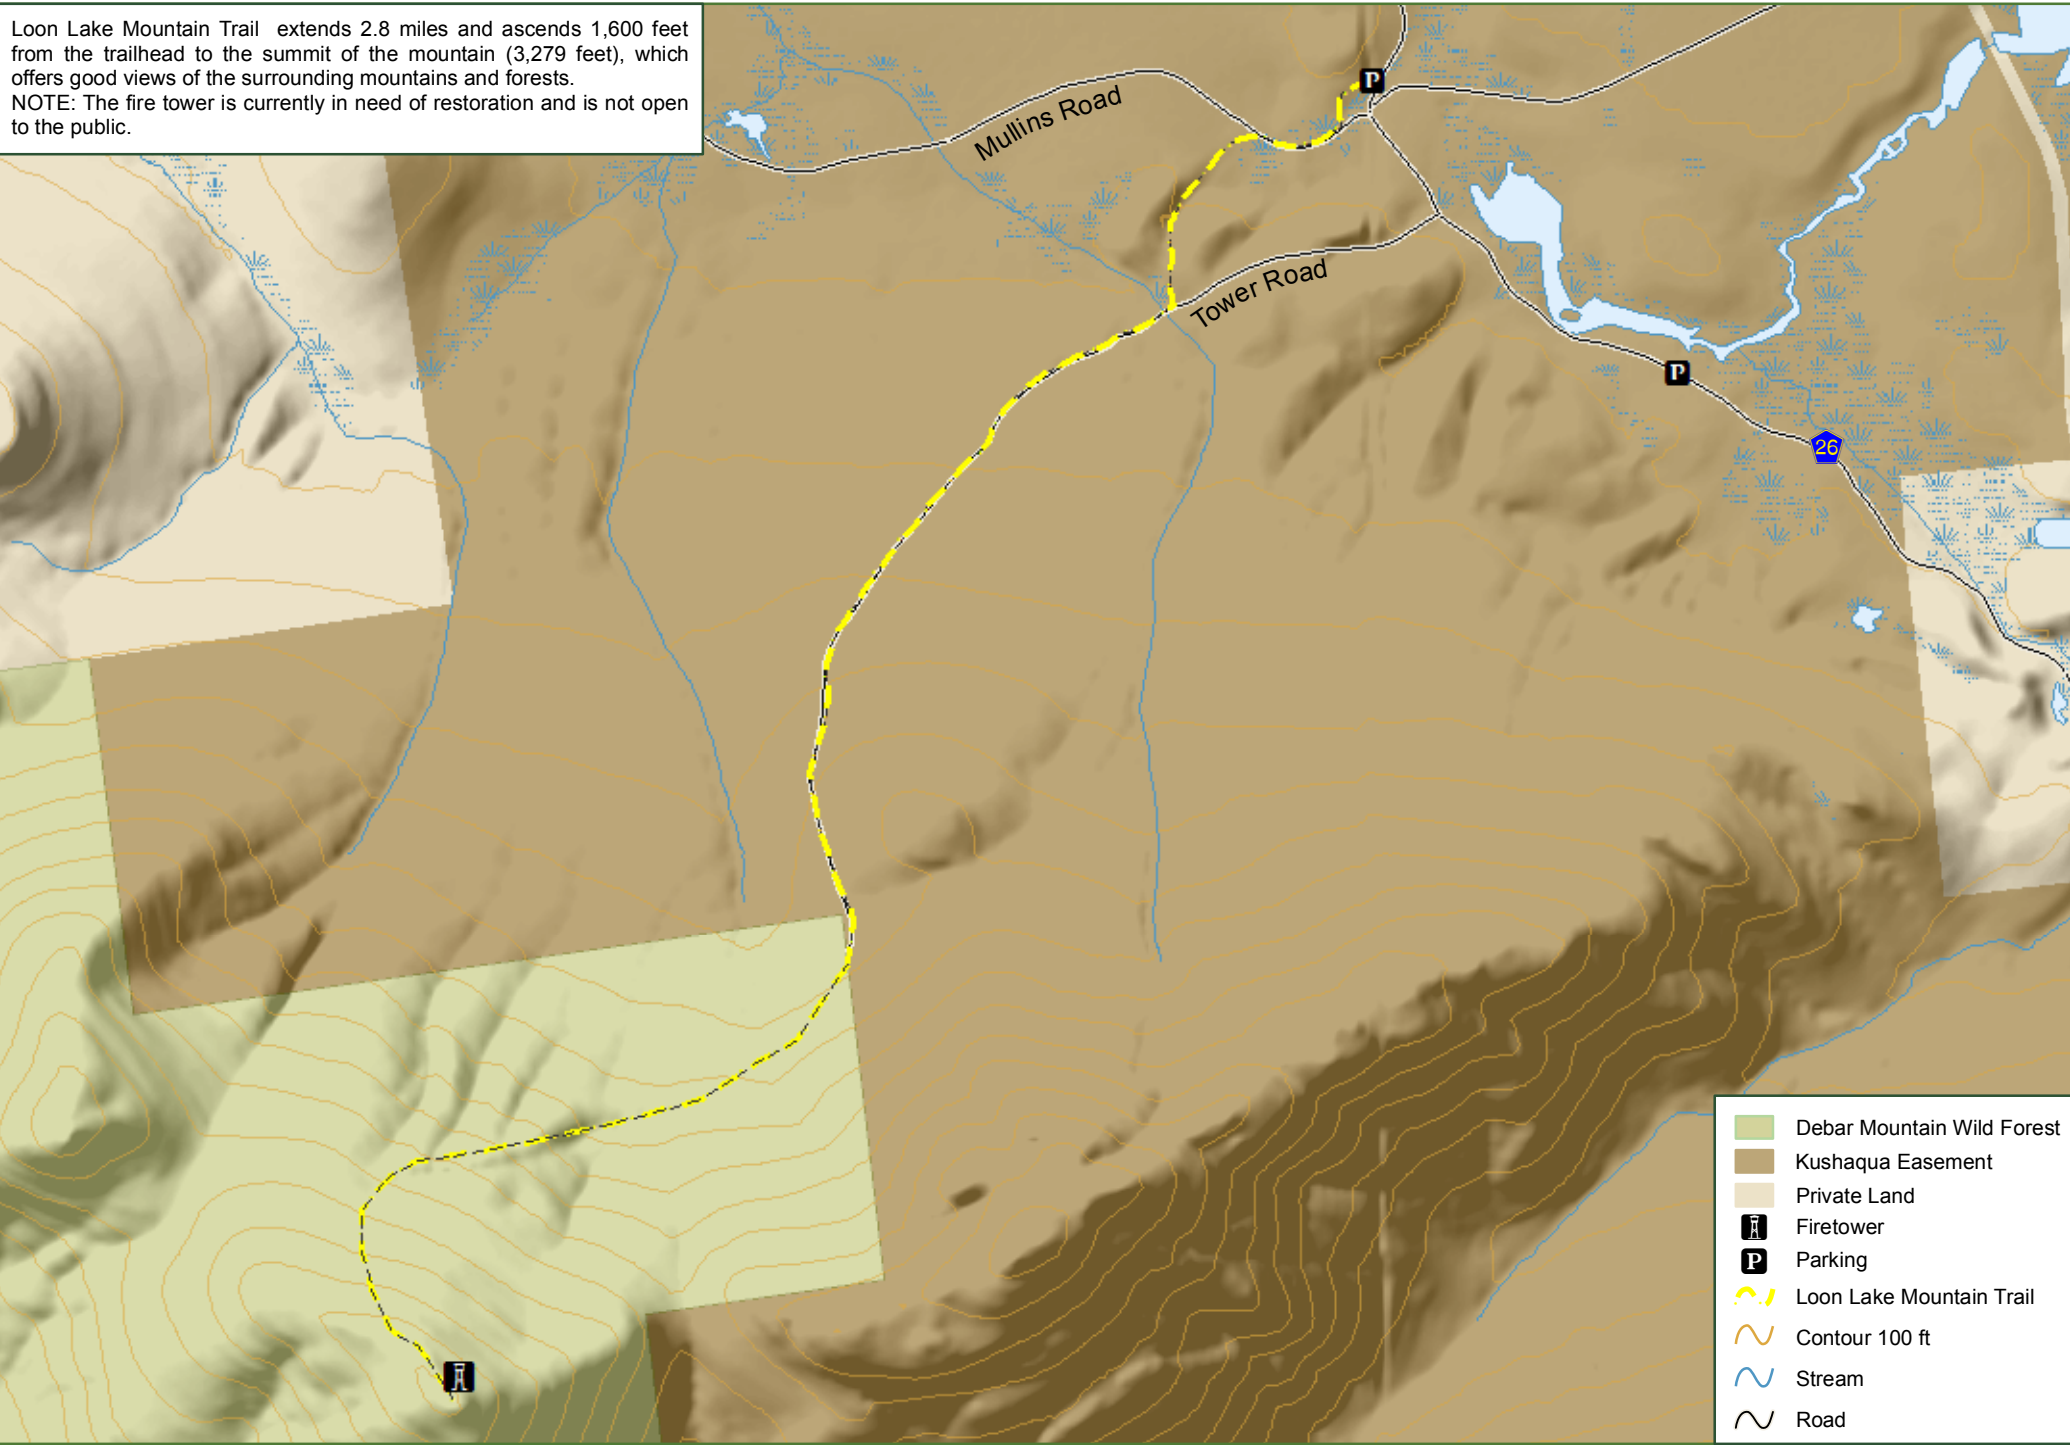 Loon Lake Mountain Trail extends 2.8 miles and ascends 1,600 feet
from the trailhead to the summit of the mountain (3,279 feet), which
offers good views of the surrounding mountains and forests.
NOTE: The fire tower is currently in need of restoration and is not open
to the public.
P
Mullins Road
Tower Road
P
26
Debar Mountain Wild Forest
Kushaqua Easement
Private Land
Firetower
P Parking
Loon Lake Mountain Trail
Contour 100 ft
Stream
Road